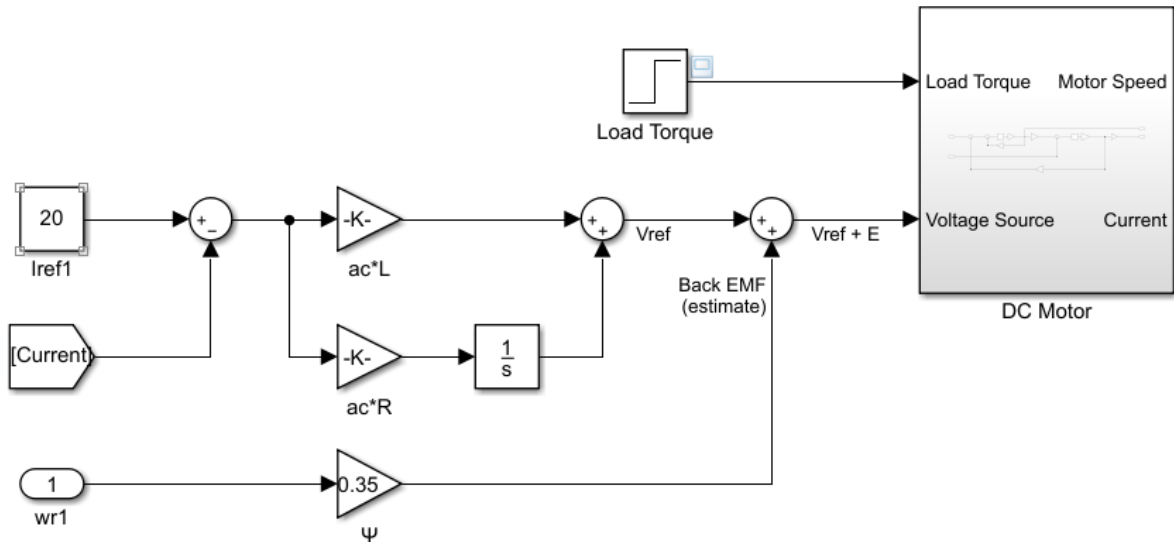 Load Torque
Load Torque
Motor Speed
Voltage Source
Current
DC Motor
20
Iref1
+
−
-K-
ac*L
+
+
Vref
+
+
Vref + E
Back EMF
(estimate)
[Current]
-K-
ac*R
1
s
1
wr1
0.35
Ψ